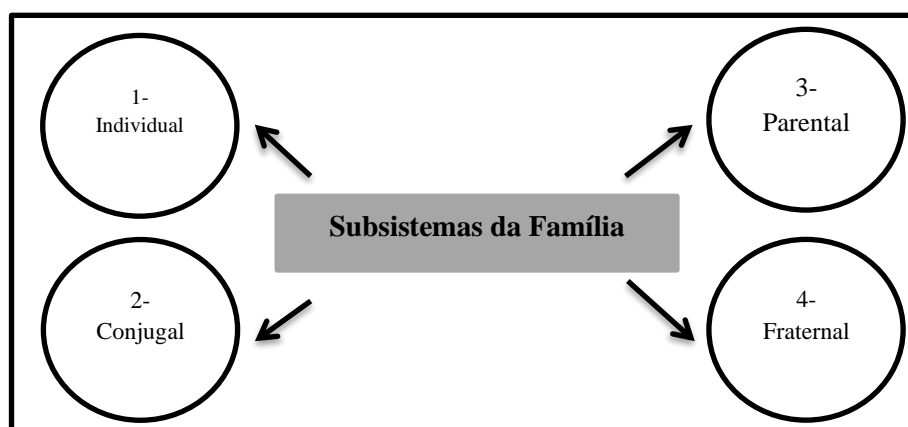 1-
Individual
3-
Parental
Subsistemas da Família
2-
Conjugal
4-
Fraternal